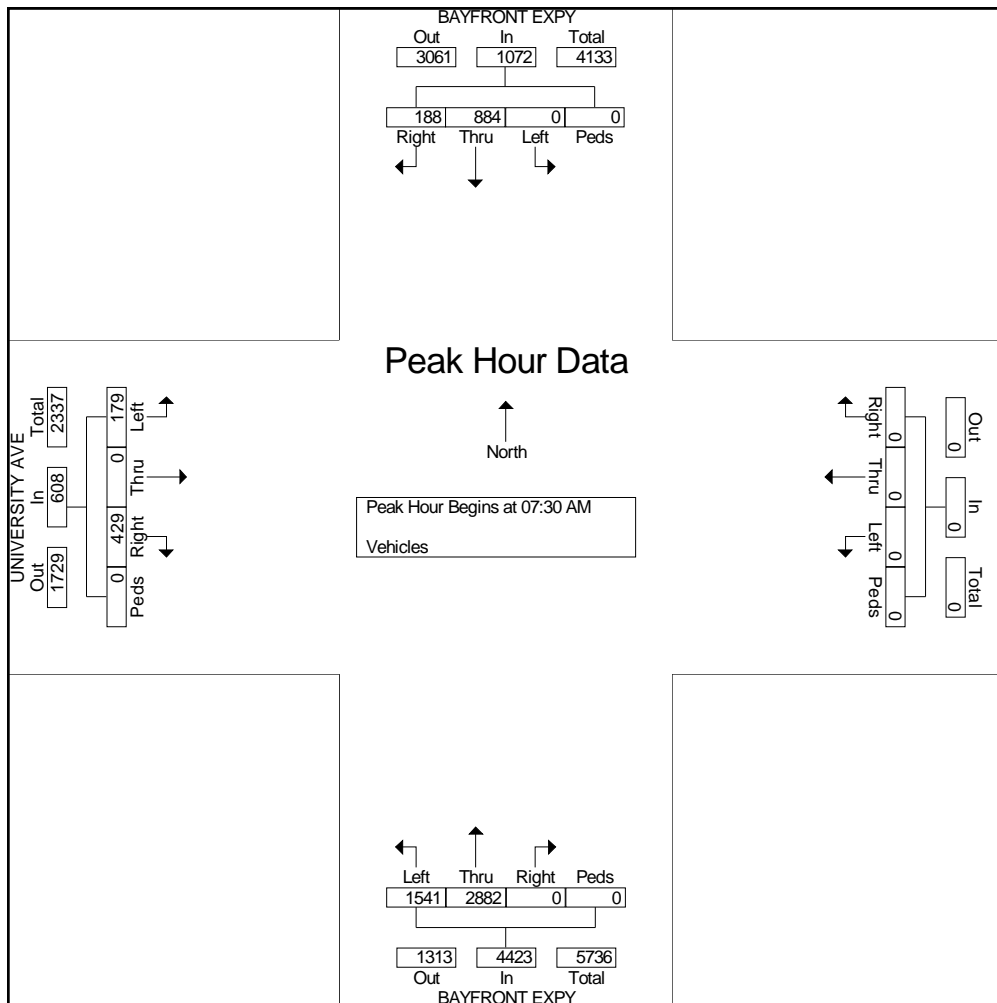 BAYFRONT EXPY
Out In Total
3061 1072 4133
188 884 0 0
Right Thru Left Peds
Peak Hour Data
North
Peak Hour Begins at 07:30 AM
Vehicles
UNIVERSITY AVE
Out In Total
1729 608 2337
Left Thru Right Peds
179 0 429 0
Right Thru Left Peds
0 0 0 0
Out In Total
0 0 0
Left Thru Right Peds
1541 2882 0 0
1313 4423 5736
Out In Total
BAYFRONT EXPY